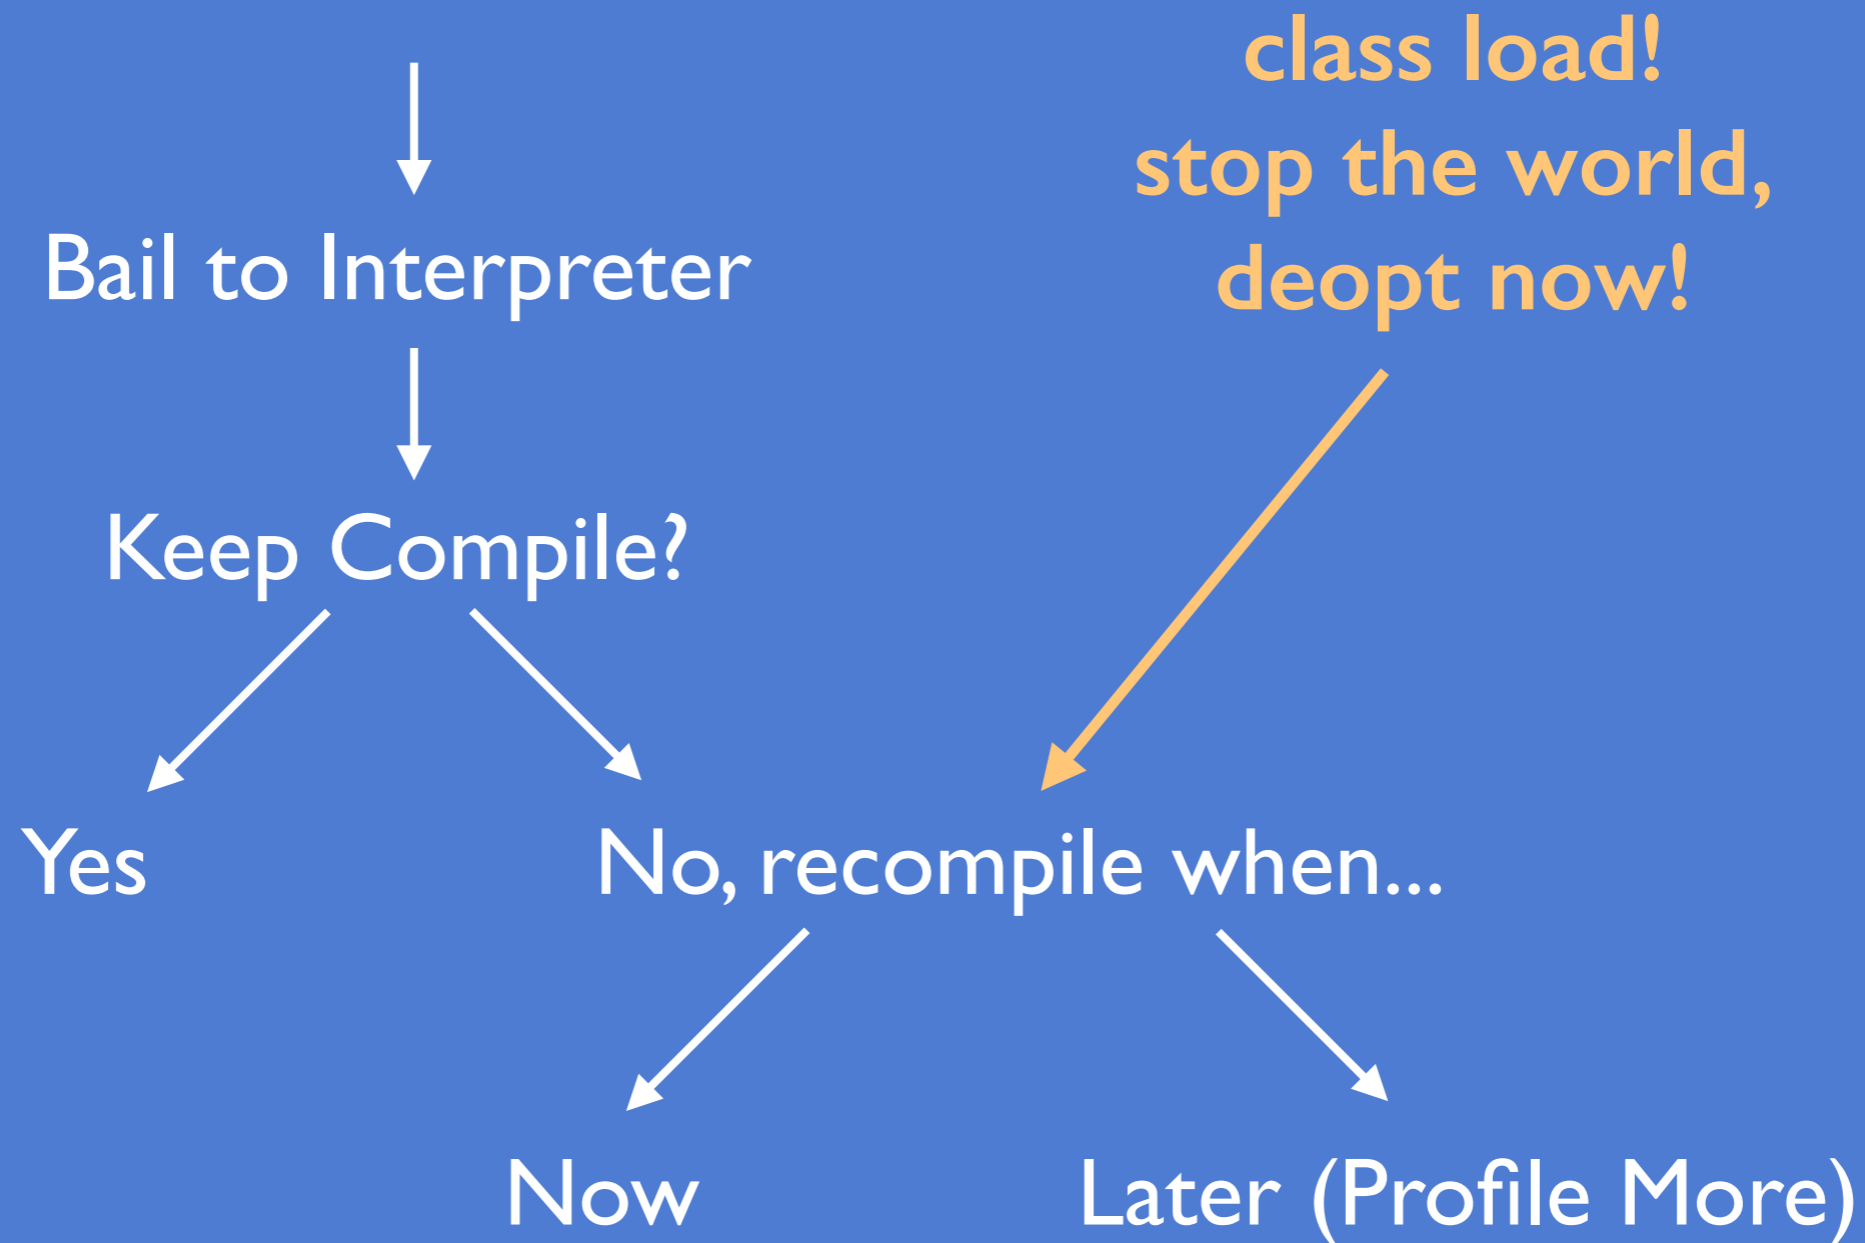 class load!
stop the world,
deopt now!
Bail to Interpreter
Keep Compile?
Yes
No, recompile when...
Now
Later (Profile More)